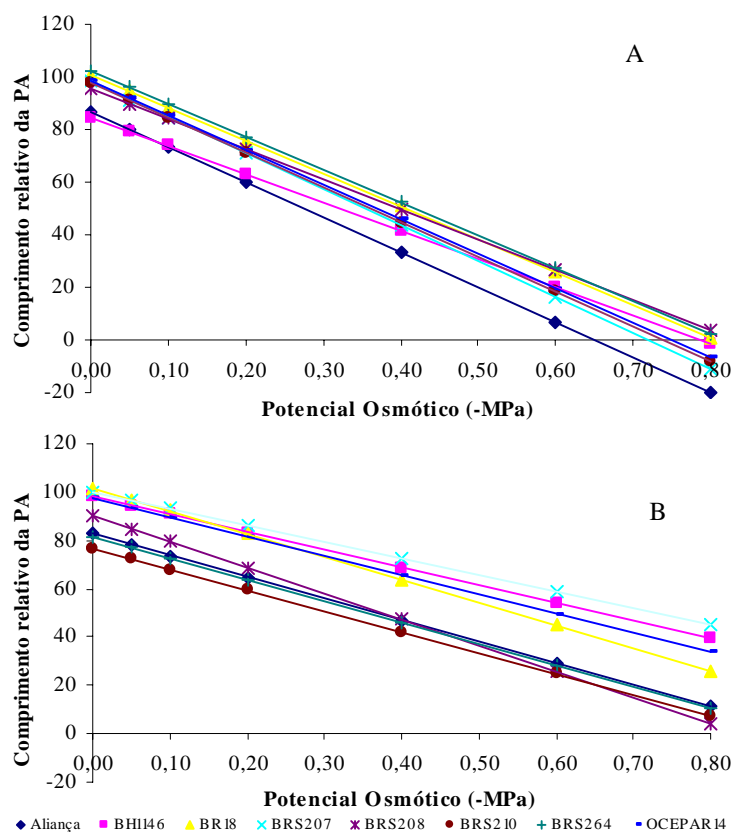 A
Comprimento relativo da PA
120
100
80
60
40
20
0
-20
0,00 0,10 0,20 0,30 0,40 0,50 0,60 0,70 0,80
Potencial Osmótico (-MPa)
B
Comprimento relativo da PA
120
100
80
60
40
20
0
-20
0,00 0,10 0,20 0,30 0,40 0,50 0,60 0,70 0,80
Potencial Osmótico (-MPa)
Aliança BH1146 BR18 BRS207 BRS208 BRS210 BRS264 OCEPAR14